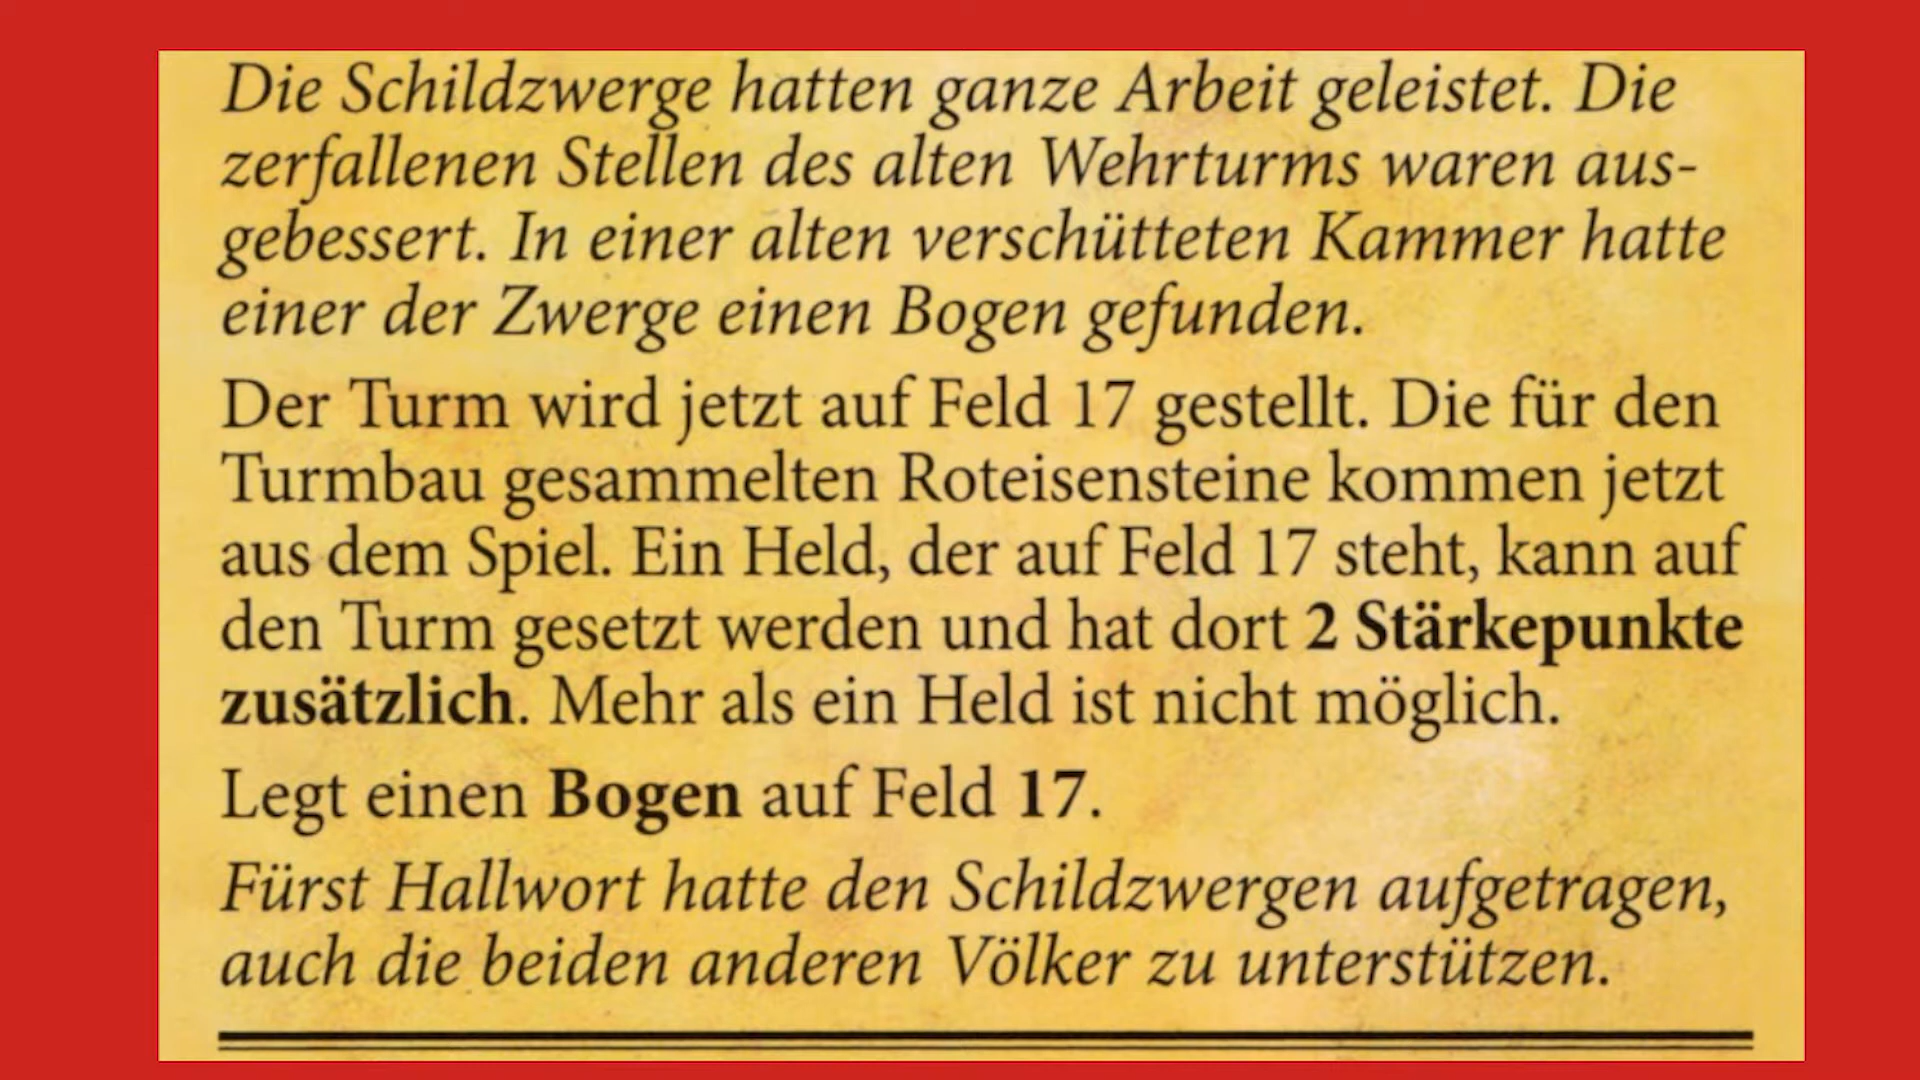 Die Schildzwerge hatten ganze Arbeit geleistet. Die
zerfallenen Stellen des alten Wehrturms waren aus-
gebessert. In einer alten verschütteten Kammer hatte
einer der Zwerge einen Bogen gefunden.
Der Turm wird jetzt auf Feld 17 gestellt. Die für den
Turmbau gesammelten Roteisensteine kommen jetzt
aus dem Spiel. Ein Held, der auf Feld 17 steht, kann auf
den Turm gesetzt werden und hat dort 2 Stärkepunkte
zusätzlich. Mehr als ein Held ist nicht möglich.
Legt einen Bogen auf Feld 17.
Fürst Hallwort hatte den Schildzwergen aufgetragen,
auch die beiden anderen Völker zu unterstützen.